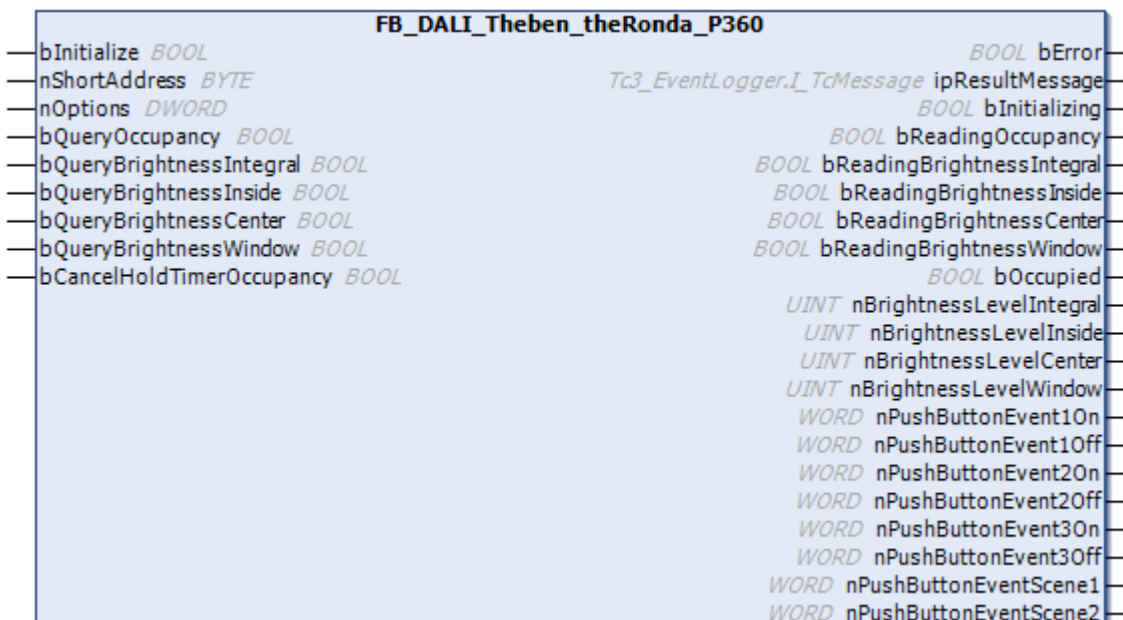 FB_DALI_Theben_theRonda_P360
bInitialize BOOL BOOL bError
nShortAddress BYTE Tc3_EventLogger.I_TcMessage ipResultMessage
nOptions DWORD BOOL bInitializing
bQueryOccupancy BOOL BOOL bReadingOccupancy
bQueryBrightnessIntegral BOOL BOOL bReadingBrightnessIntegral
bQueryBrightnessInside BOOL BOOL bReadingBrightnessInside
bQueryBrightnessCenter BOOL BOOL bReadingBrightnessCenter
bQueryBrightnessWindow BOOL BOOL bReadingBrightnessWindow
bCancelHoldTimerOccupancy BOOL BOOL bOccupied
UINT nBrightnessLevelIntegral
UINT nBrightnessLevelInside
UINT nBrightnessLevelCenter
UINT nBrightnessLevelWindow
WORD nPushButtonEvent1On
WORD nPushButtonEvent1Off
WORD nPushButtonEvent2On
WORD nPushButtonEvent2Off
WORD nPushButtonEvent3On
WORD nPushButtonEvent3Off
WORD nPushButtonEventScene1
WORD nPushButtonEventScene2